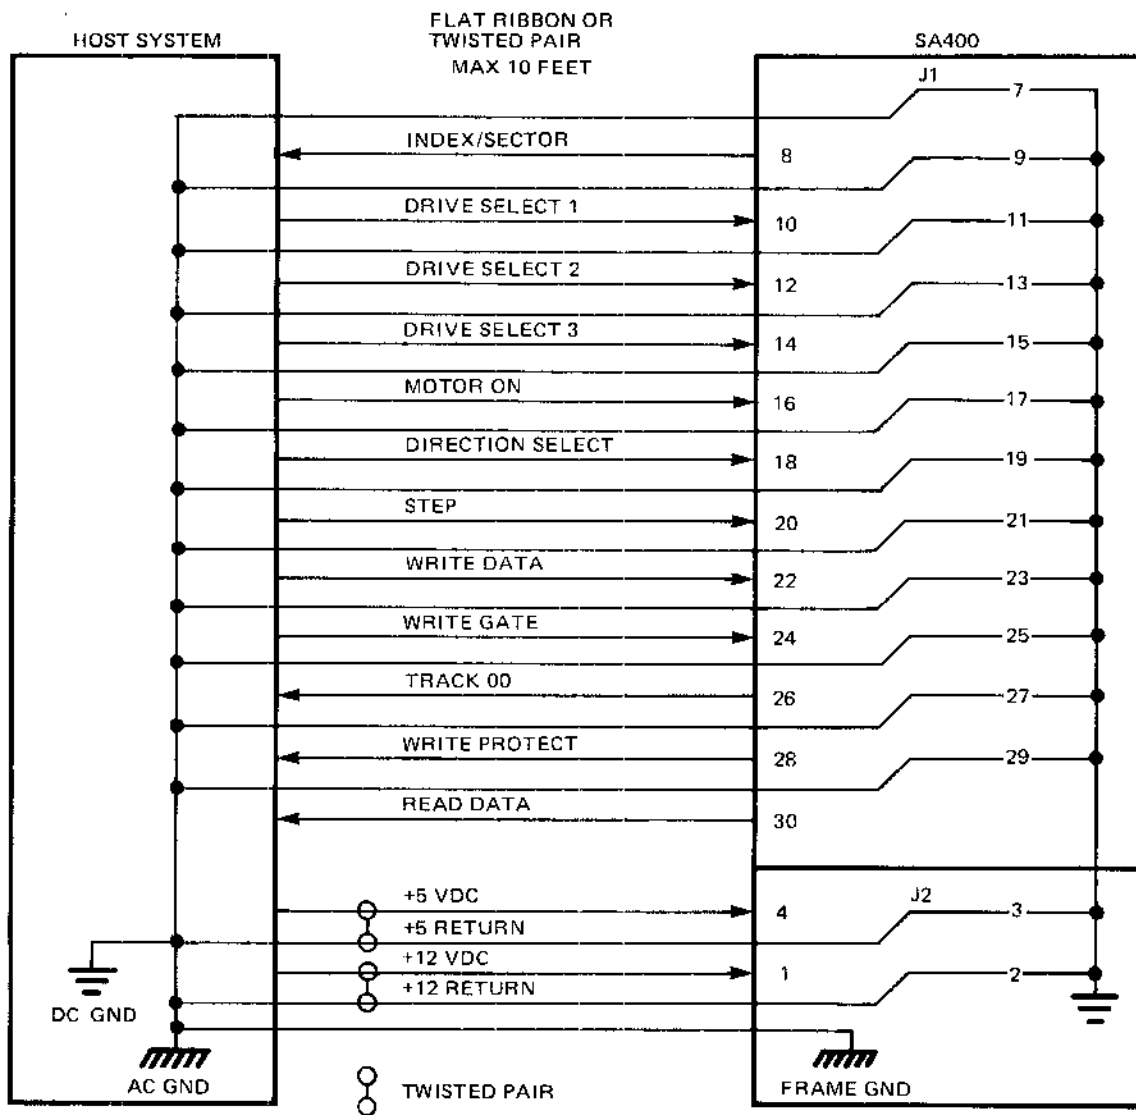 FLAT RIBBON OR
TWISTED PAIR
MAX 10 FEET
HOST SYSTEM
SA400
J1
7
INDEX/SECTOR
8
9
DRIVE SELECT 1
10
11
DRIVE SELECT 2
12
13
DRIVE SELECT 3
14
15
MOTOR ON
16
17
DIRECTION SELECT
18
19
STEP
20
21
WRITE DATA
22
23
WRITE GATE
24
25
TRACK 00
26
27
WRITE PROTECT
28
29
READ DATA
30
+5 VDC
4
J2
3
+5 RETURN
+12 VDC
1
2
+12 RETURN
DC GND
AC GND
FRAME GND
TWISTED PAIR